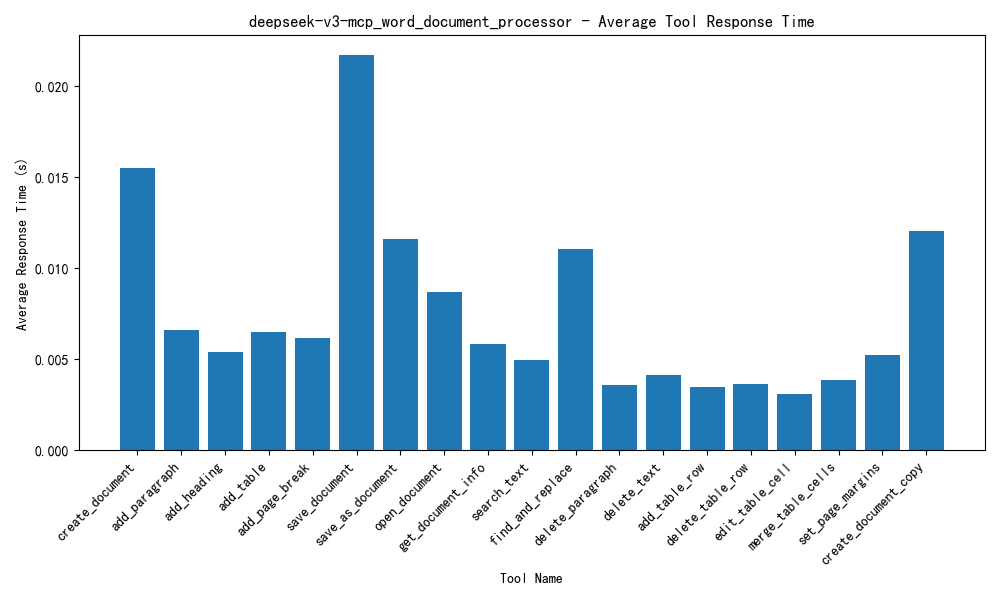 deepseek-v3-mcp_word_document_processor - Average Tool Response Time
Average Response Time (s)
0.020
0.015
0.010
0.005
0.000
create_document
add_paragraph
add_heading
add_table
add_page_break
save_document
save_as_document
open_document
get_document_info
search_text
find_and_replace
delete_paragraph
delete_text
add_table_row
delete_table_row
edit_table_cell
merge_table_cells
set_page_margins
create_document_copy
Tool Name